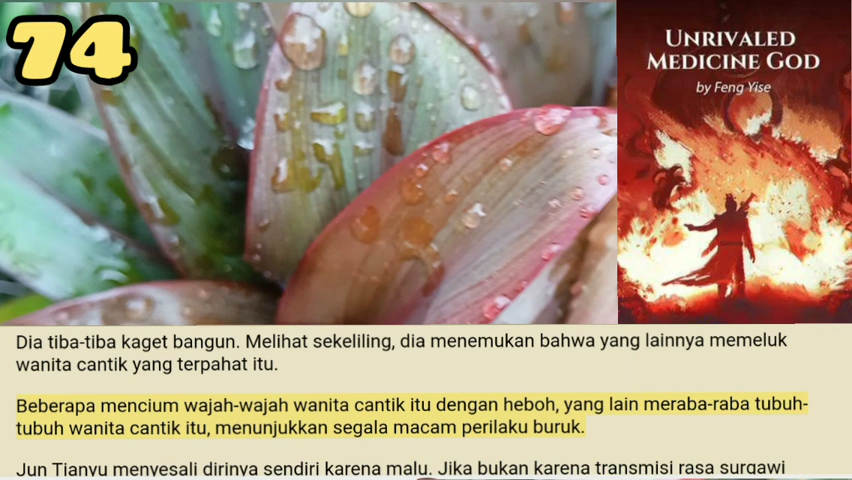 74
UNRIVALED
MEDICINE GOD
by Feng Yise
Dia tiba-tiba kaget bangun. Melihat sekeliling, dia menemukan bahwa yang lainnya memeluk
wanita cantik yang terpahat itu.
Beberapa mencium wajah-wajah wanita cantik itu dengan heboh, yang lain meraba-raba tubuh-
tubuh wanita cantik itu, menunjukkan segala macam perilaku buruk.
Jun Tianyu menyesali dirinya sendiri karena malu. Jika bukan karena transmisi rasa surgawi